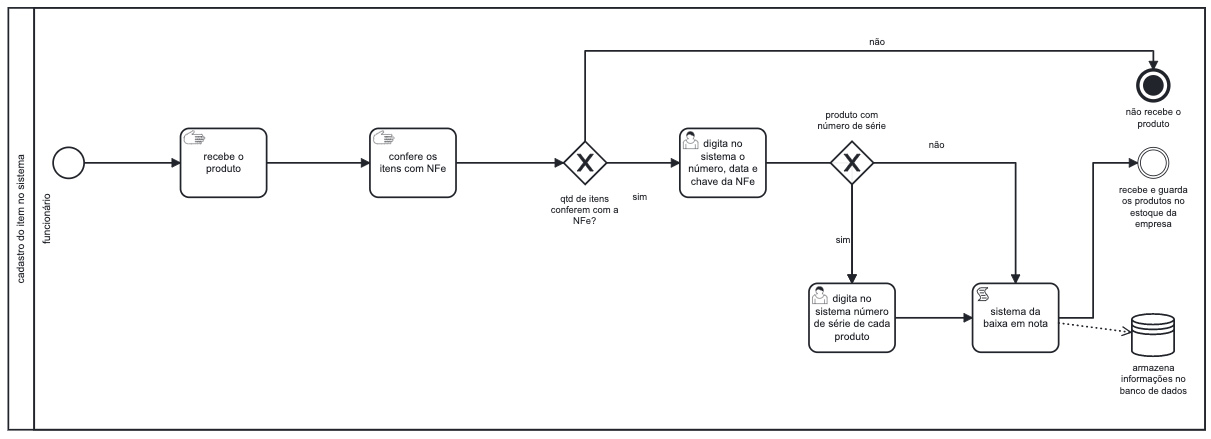 cadastro do item no sistema
funcionário
recebe o
produto
confere os
itens com NFe
qtd de itens
conferem com a
NFe?
não
sim
digita no
sistema o
número, data e
chave da NFe
produto com
número de série
não
sim
digita no
sistema número
de série de cada
produto
sistema da
baixa em nota
não recebe o
produto
recebe e guarda
os produtos no
estoque da
empresa
armazena
informações no
banco de dados